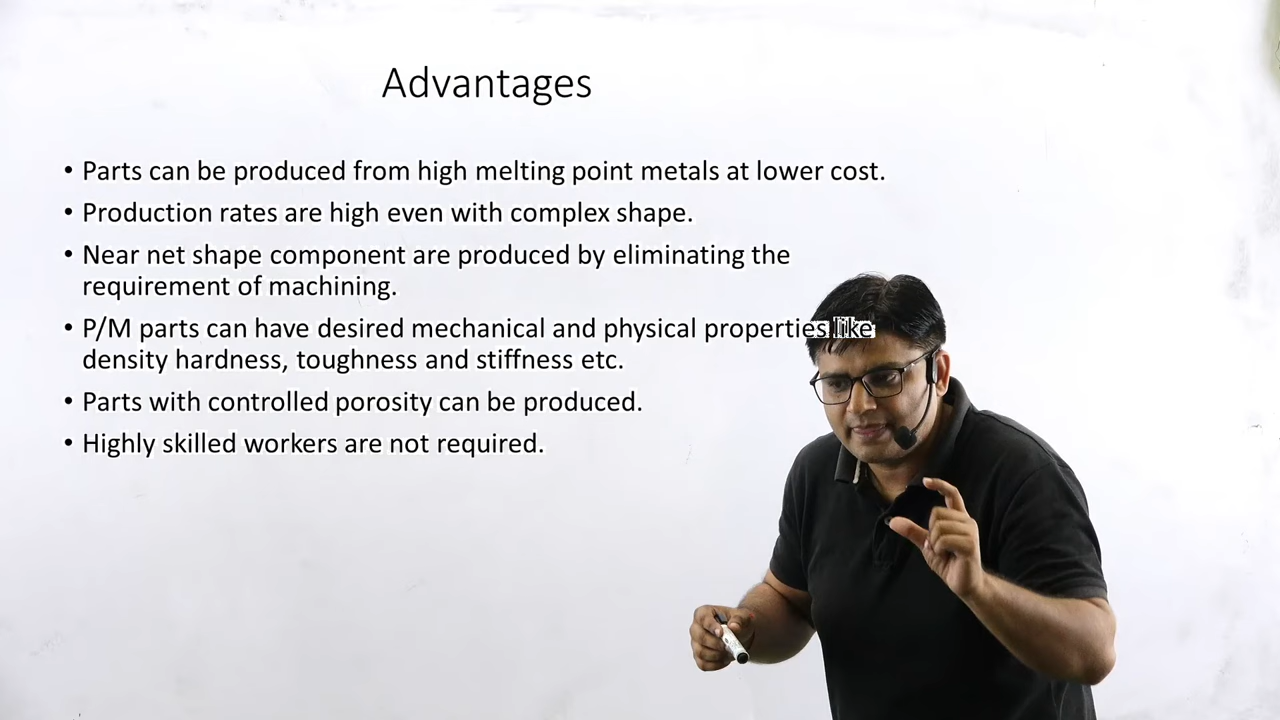 Advantages
• Parts can be produced from high melting point metals at lower cost.
• Production rates are high even with complex shape.
• Near net shape component are produced by eliminating the
requirement of machining.
• P/M parts can have desired mechanical and physical properties like
density hardness, toughness and stiffness etc.
• Parts with controlled porosity can be produced.
• Highly skilled workers are not required.